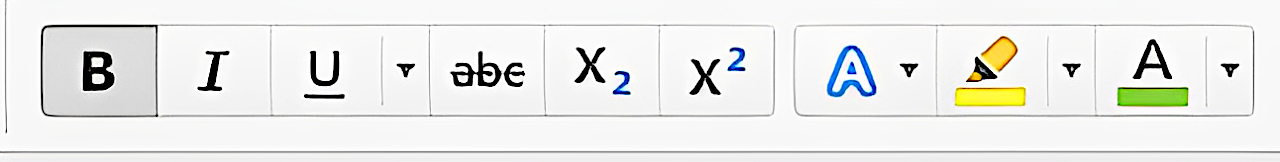 B I U abc X₂ X² A A